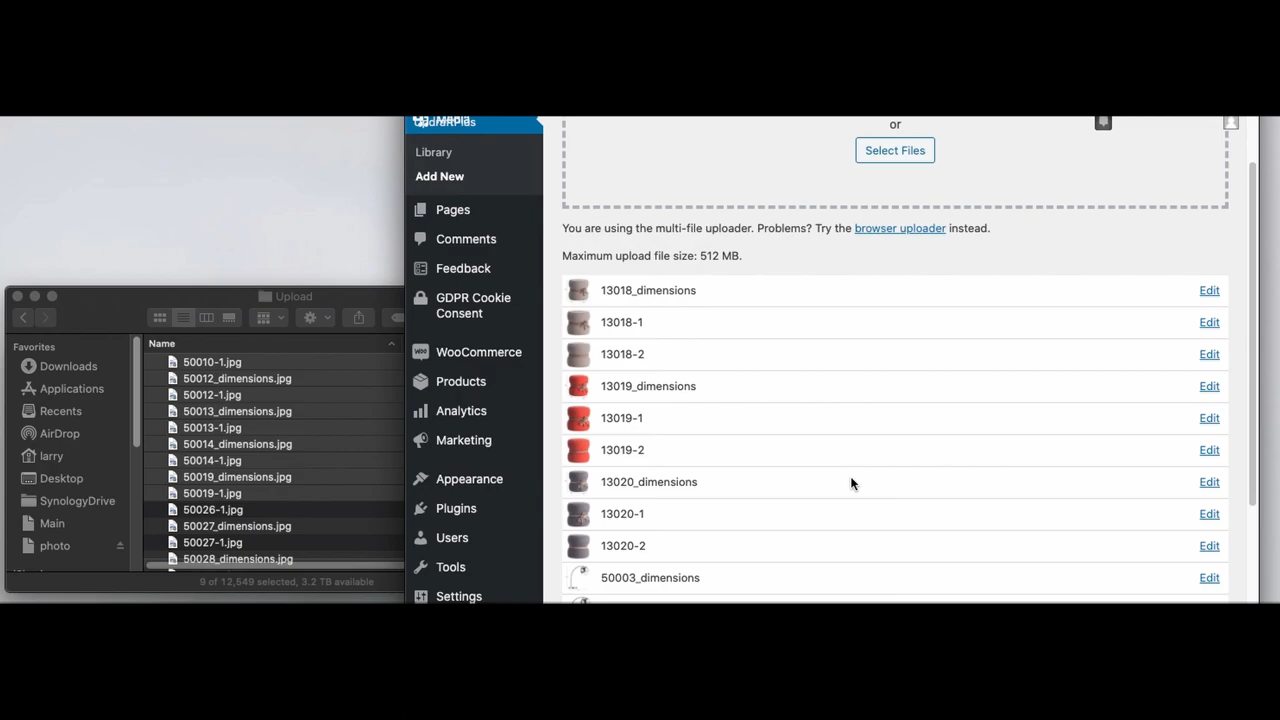 Upload
Favorites
Downloads
Applications
Recents
AirDrop
larry
Desktop
SynologyDrive
Main
photo
Name
50010-1.jpg
50012_dimensions.jpg
50012-1.jpg
50013_dimensions.jpg
50013-1.jpg
50014_dimensions.jpg
50014-1.jpg
50019_dimensions.jpg
50019-1.jpg
50026-1.jpg
50027_dimensions.jpg
50027-1.jpg
50028_dimensions.jpg
9 of 12,549 selected, 3.2 TB available
Library
Add New
Pages
Comments
Feedback
GDPR Cookie
Consent
WooCommerce
Products
Analytics
Marketing
Appearance
Plugins
Users
Tools
Settings
or
Select Files
You are using the multi-file uploader. Problems? Try the browser uploader instead.
Maximum upload file size: 512 MB.
13018_dimensions Edit
13018-1 Edit
13018-2 Edit
13019_dimensions Edit
13019-1 Edit
13019-2 Edit
13020_dimensions Edit
13020-1 Edit
13020-2 Edit
50003_dimensions Edit